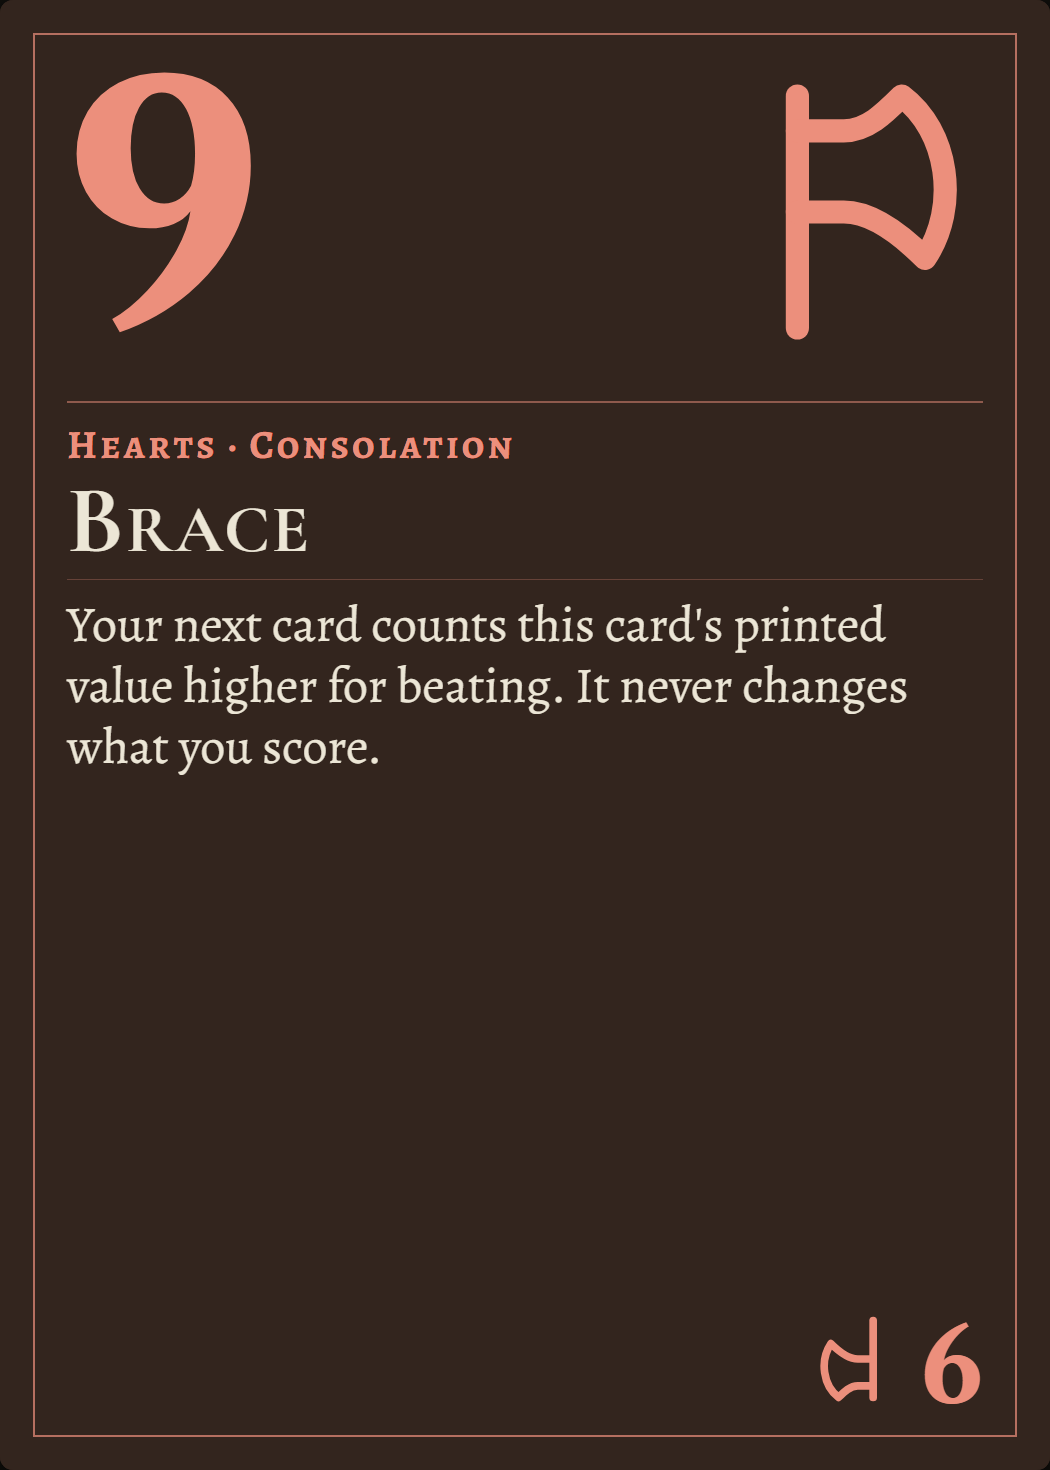 9
Hearts · Consolation
Brace
Your next card counts this card's printed
value higher for beating. It never changes
what you score.
9